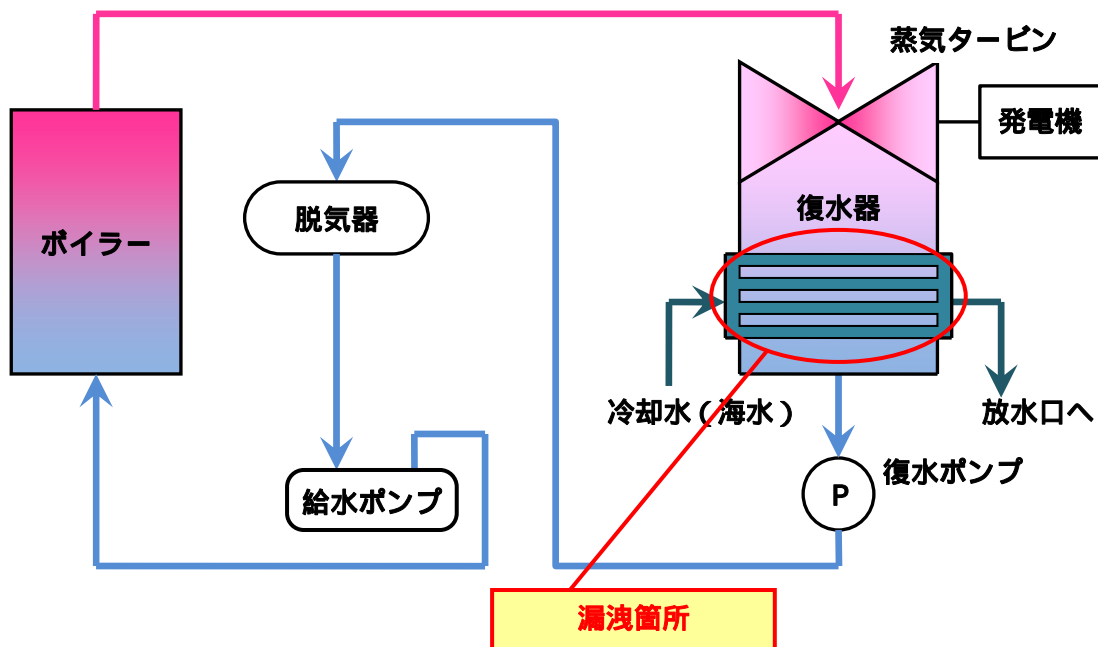 蒸気タービン
発電機
脱気器
復水器
ボイラー
冷却水(海水)
放水口へ
復水ポンプ
給水ポンプ
P
漏洩箇所